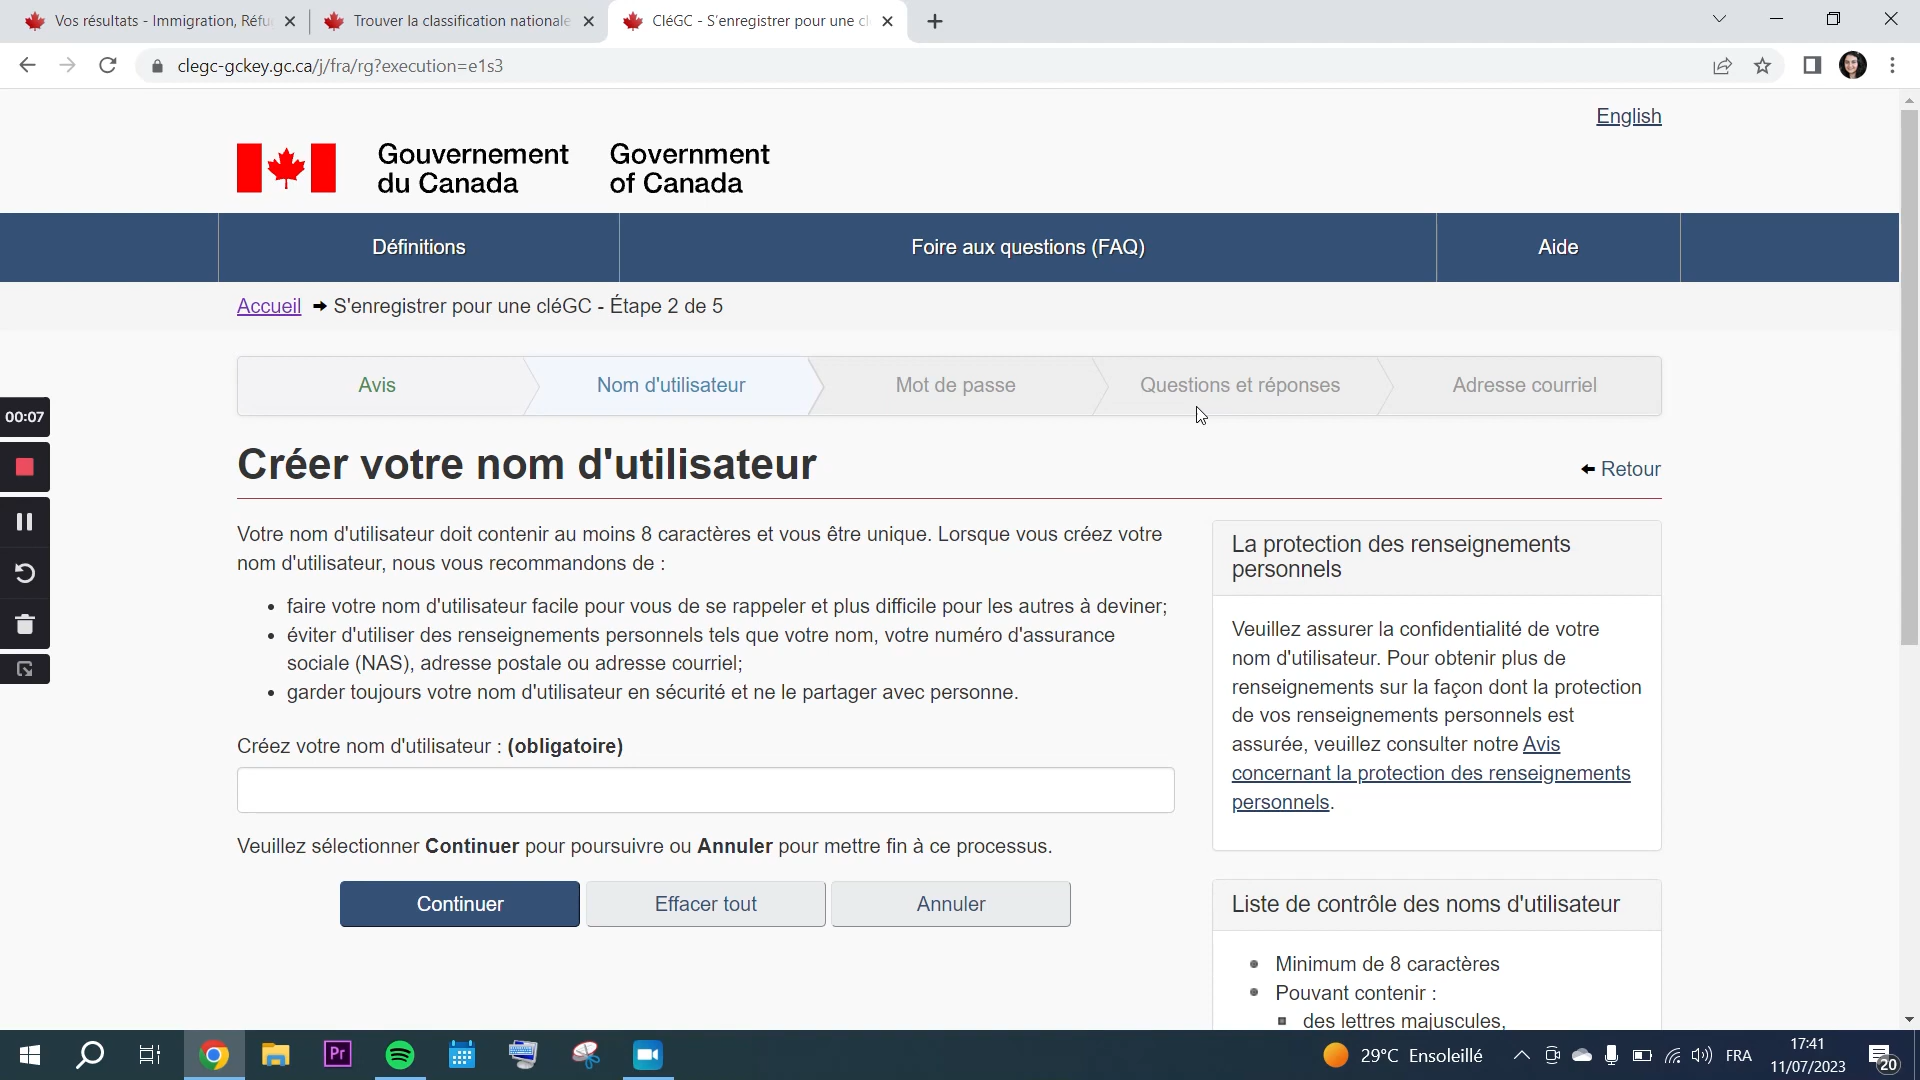 Vos résultats - Immigration, Réfu
Trouver la classification nationale
CléGC - S'enregistrer pour une cl
clegc-gckey.gc.ca/j/fra/rg?execution=e1s3
English
Gouvernement du Canada
Government of Canada
Définitions
Foire aux questions (FAQ)
Aide
Accueil → S'enregistrer pour une cléGC - Étape 2 de 5
Avis
Nom d'utilisateur
Mot de passe
Questions et réponses
Adresse courriel
00:07
Créer votre nom d'utilisateur
Retour
Votre nom d'utilisateur doit contenir au moins 8 caractères et vous être unique. Lorsque vous créez votre
nom d'utilisateur, nous vous recommandons de :
• faire votre nom d'utilisateur facile pour vous de se rappeler et plus difficile pour les autres à deviner;
• éviter d'utiliser des renseignements personnels tels que votre nom, votre numéro d'assurance
sociale (NAS), adresse postale ou adresse courriel;
• garder toujours votre nom d'utilisateur en sécurité et ne le partager avec personne.
Créez votre nom d'utilisateur : (obligatoire)
Veuillez sélectionner Continuer pour poursuivre ou Annuler pour mettre fin à ce processus.
Continuer
Effacer tout
Annuler
La protection des renseignements
personnels
Veuillez assurer la confidentialité de votre
nom d'utilisateur. Pour obtenir plus de
renseignements sur la façon dont la protection
de vos renseignements personnels est
assurée, veuillez consulter notre Avis
concernant la protection des renseignements
personnels.
Liste de contrôle des noms d'utilisateur
• Minimum de 8 caractères
• Pouvant contenir :
des lettres majuscules,
Pr
29°C Ensoleillé
FRA
17:41
11/07/2023
20